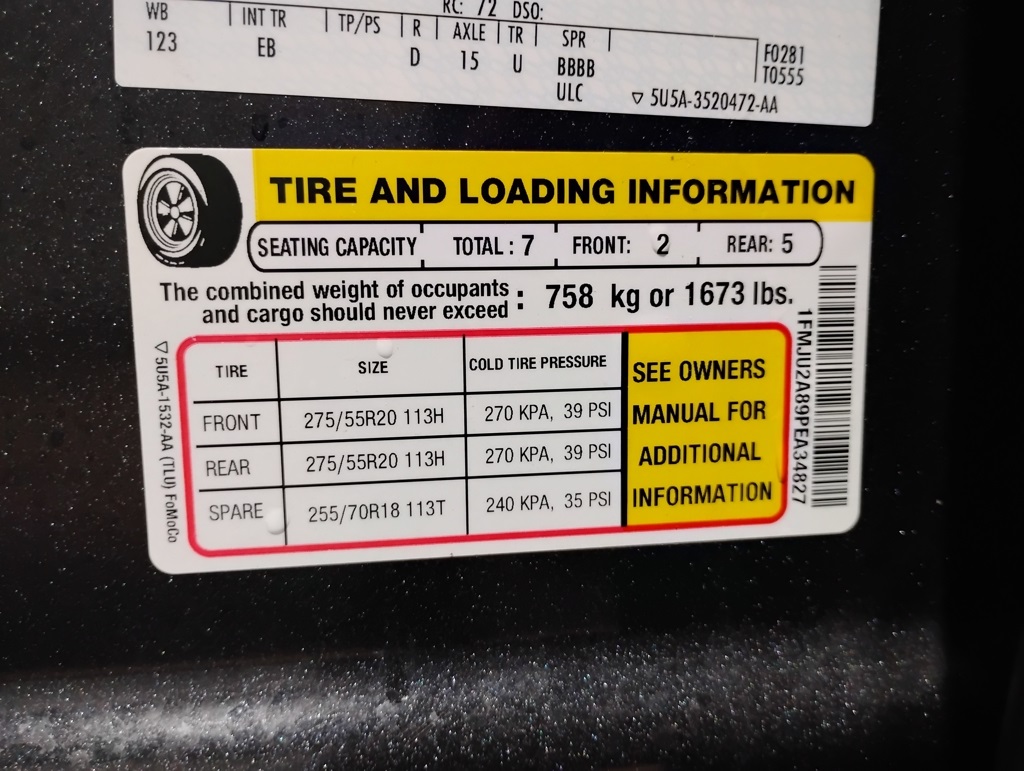 RC: 72 DSO:
WB INT TR TP/PS R AXLE TR SPR
123 EB D 15 U BBBB
ULC
F0281
T0555
▽ 5U5A-3520472-AA
TIRE AND LOADING INFORMATION
SEATING CAPACITY TOTAL : 7 FRONT: 2 REAR: 5
The combined weight of occupants
and cargo should never exceed : 758 kg or 1673 lbs.
TIRE SIZE COLD TIRE PRESSURE
FRONT 275/55R20 113H 270 KPA, 39 PSI
REAR 275/55R20 113H 270 KPA, 39 PSI
SPARE 255/70R18 113T 240 KPA, 35 PSI
SEE OWNERS
MANUAL FOR
ADDITIONAL
INFORMATION
▽ 5U5A-1532-AA (TLU) FoMoCo
1FMJU2A89PEA34827